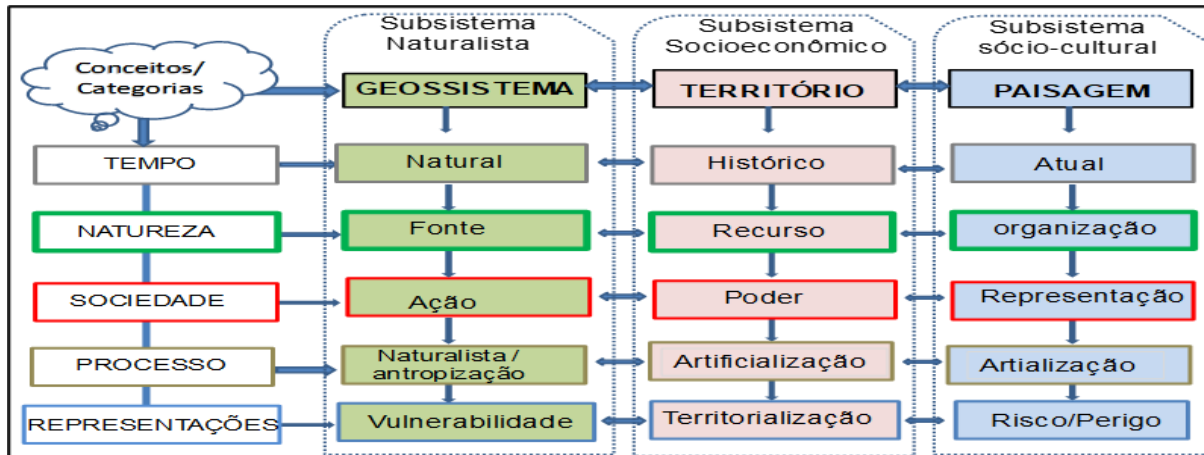 Subsistema
Naturalista
Subsistema
Socioeconômico
Subsistema
sócio-cultural
Conceitos/
Categorias
GEOSSISTEMA
TERRITÓRIO
PAISAGEM
TEMPO
Natural
Histórico
Atual
NATUREZA
Fonte
Recurso
organização
SOCIEDADE
Ação
Poder
Representação
PROCESSO
Naturalista /
antropização
Artificialização
Artialização
REPRESENTAÇÕES
Vulnerabilidade
Territorialização
Risco/Perigo